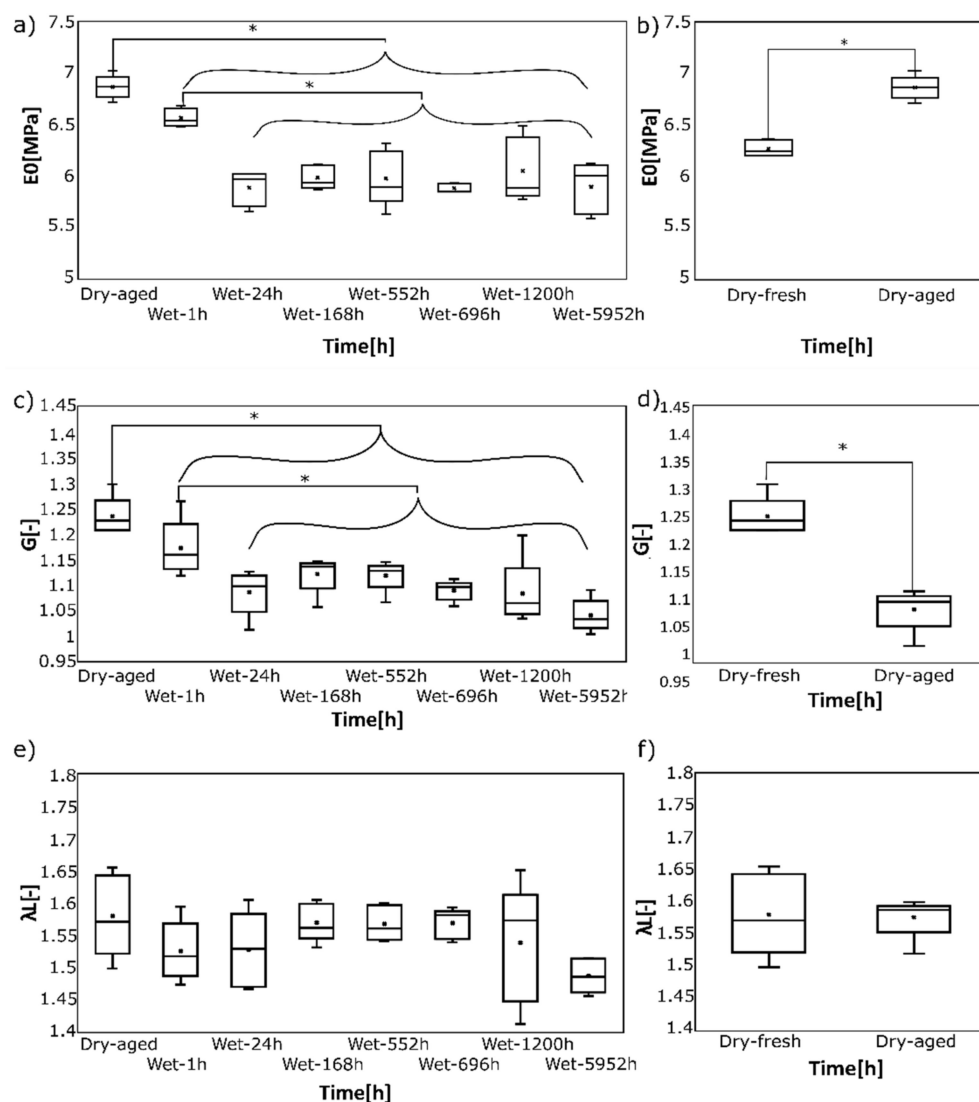 a)
*
*
E0[MPa]
7.5
7
6.5
6
5.5
5
Dry-aged Wet-24h Wet-552h Wet-1200h
Wet-1h Wet-168h Wet-696h Wet-5952h
Time[h]
b)
*
E0[MPa]
7.5
7
6.5
6
5.5
5
Dry-fresh Dry-aged
Time[h]
c)
*
*
G[-]
1.45
1.4
1.35
1.3
1.25
1.2
1.15
1.1
1.05
1
0.95
Dry-aged Wet-24h Wet-552h Wet-1200h
Wet-1h Wet-168h Wet-696h Wet-5952h
Time[h]
d)
*
G[-]
1.45
1.4
1.35
1.3
1.25
1.2
1.15
1.1
1.05
1
0.95
Dry-fresh Dry-aged
Time[h]
e)
λL[-]
1.8
1.75
1.7
1.65
1.6
1.55
1.5
1.45
1.4
Dry-aged Wet-24h Wet-552h Wet-1200h
Wet-1h Wet-168h Wet-696h Wet-5952h
Time[h]
f)
λL[-]
1.8
1.75
1.7
1.65
1.6
1.55
1.5
1.45
1.4
Dry-fresh Dry-aged
Time[h]